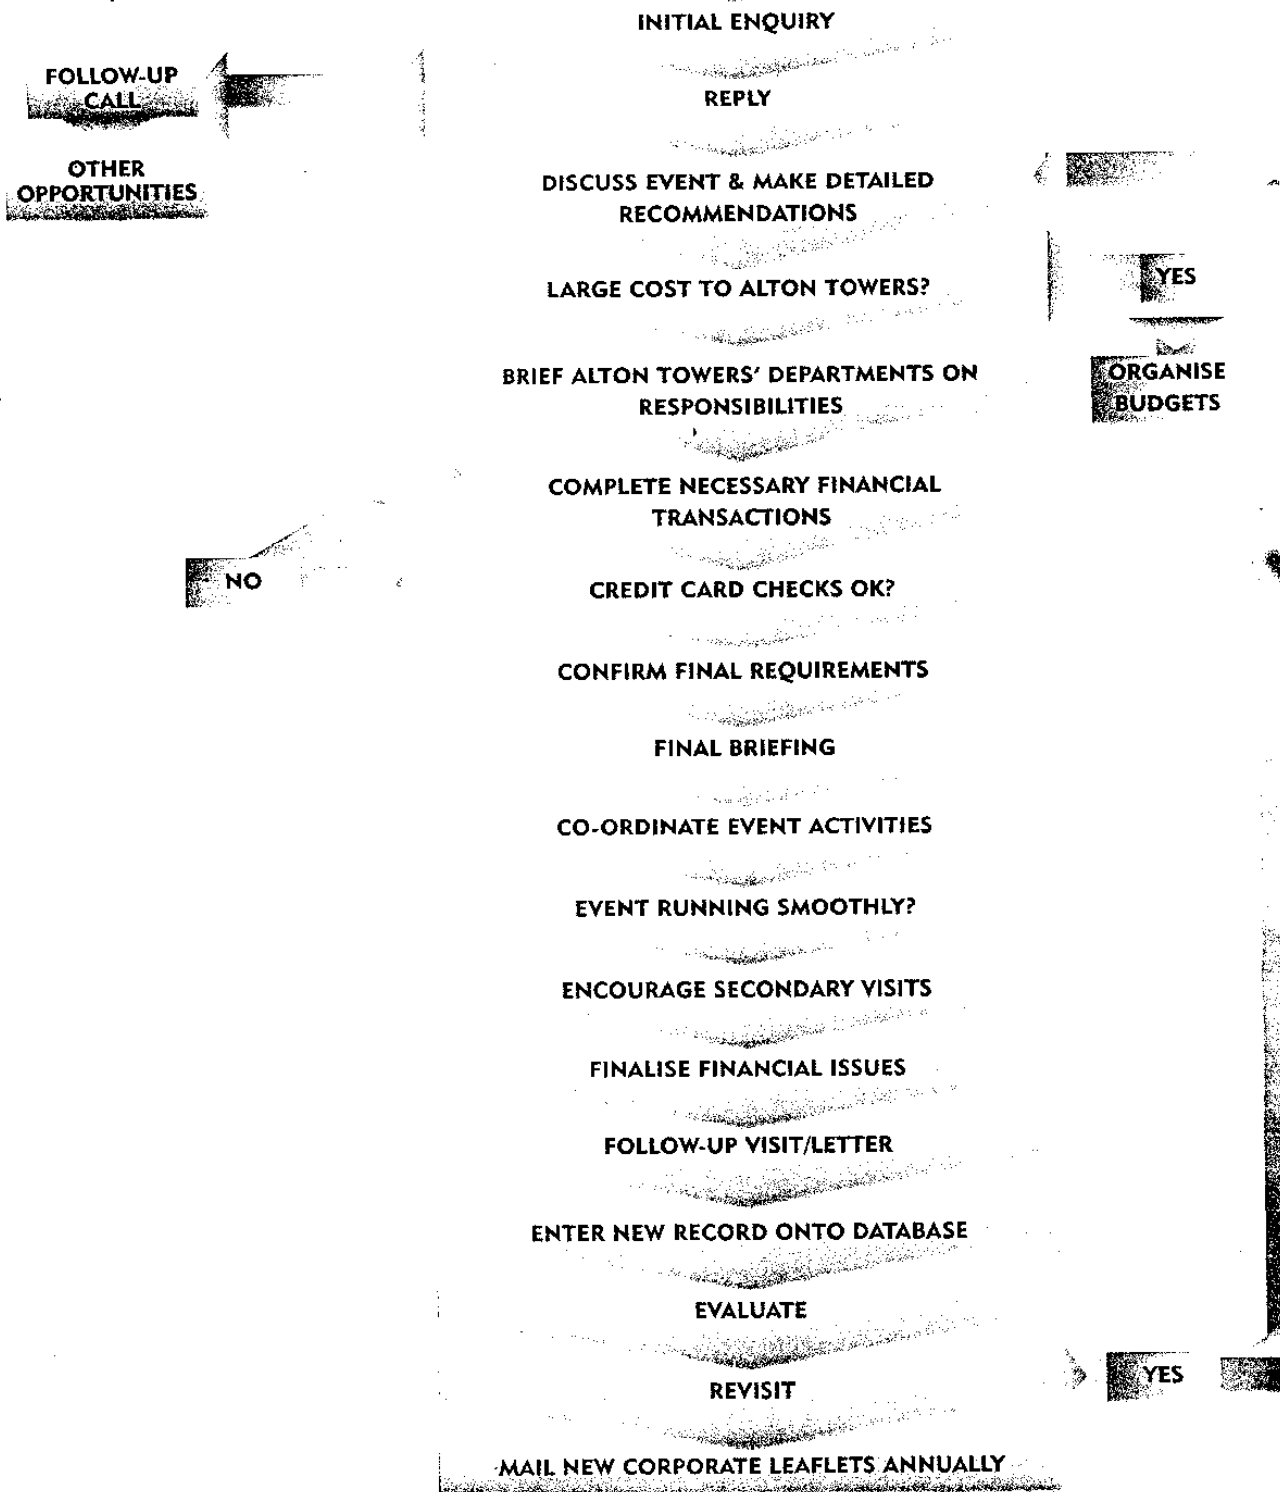 INITIAL ENQUIRY
FOLLOW-UP
CALL
REPLY
OTHER
OPPORTUNITIES
DISCUSS EVENT & MAKE DETAILED
RECOMMENDATIONS
LARGE COST TO ALTON TOWERS?
YES
BRIEF ALTON TOWERS' DEPARTMENTS ON
RESPONSIBILITIES
ORGANISE
BUDGETS
COMPLETE NECESSARY FINANCIAL
TRANSACTIONS
NO
CREDIT CARD CHECKS OK?
CONFIRM FINAL REQUIREMENTS
FINAL BRIEFING
CO-ORDINATE EVENT ACTIVITIES
EVENT RUNNING SMOOTHLY?
ENCOURAGE SECONDARY VISITS
FINALISE FINANCIAL ISSUES
FOLLOW-UP VISIT/LETTER
ENTER NEW RECORD ONTO DATABASE
EVALUATE
REVISIT
YES
MAIL NEW CORPORATE LEAFLETS ANNUALLY